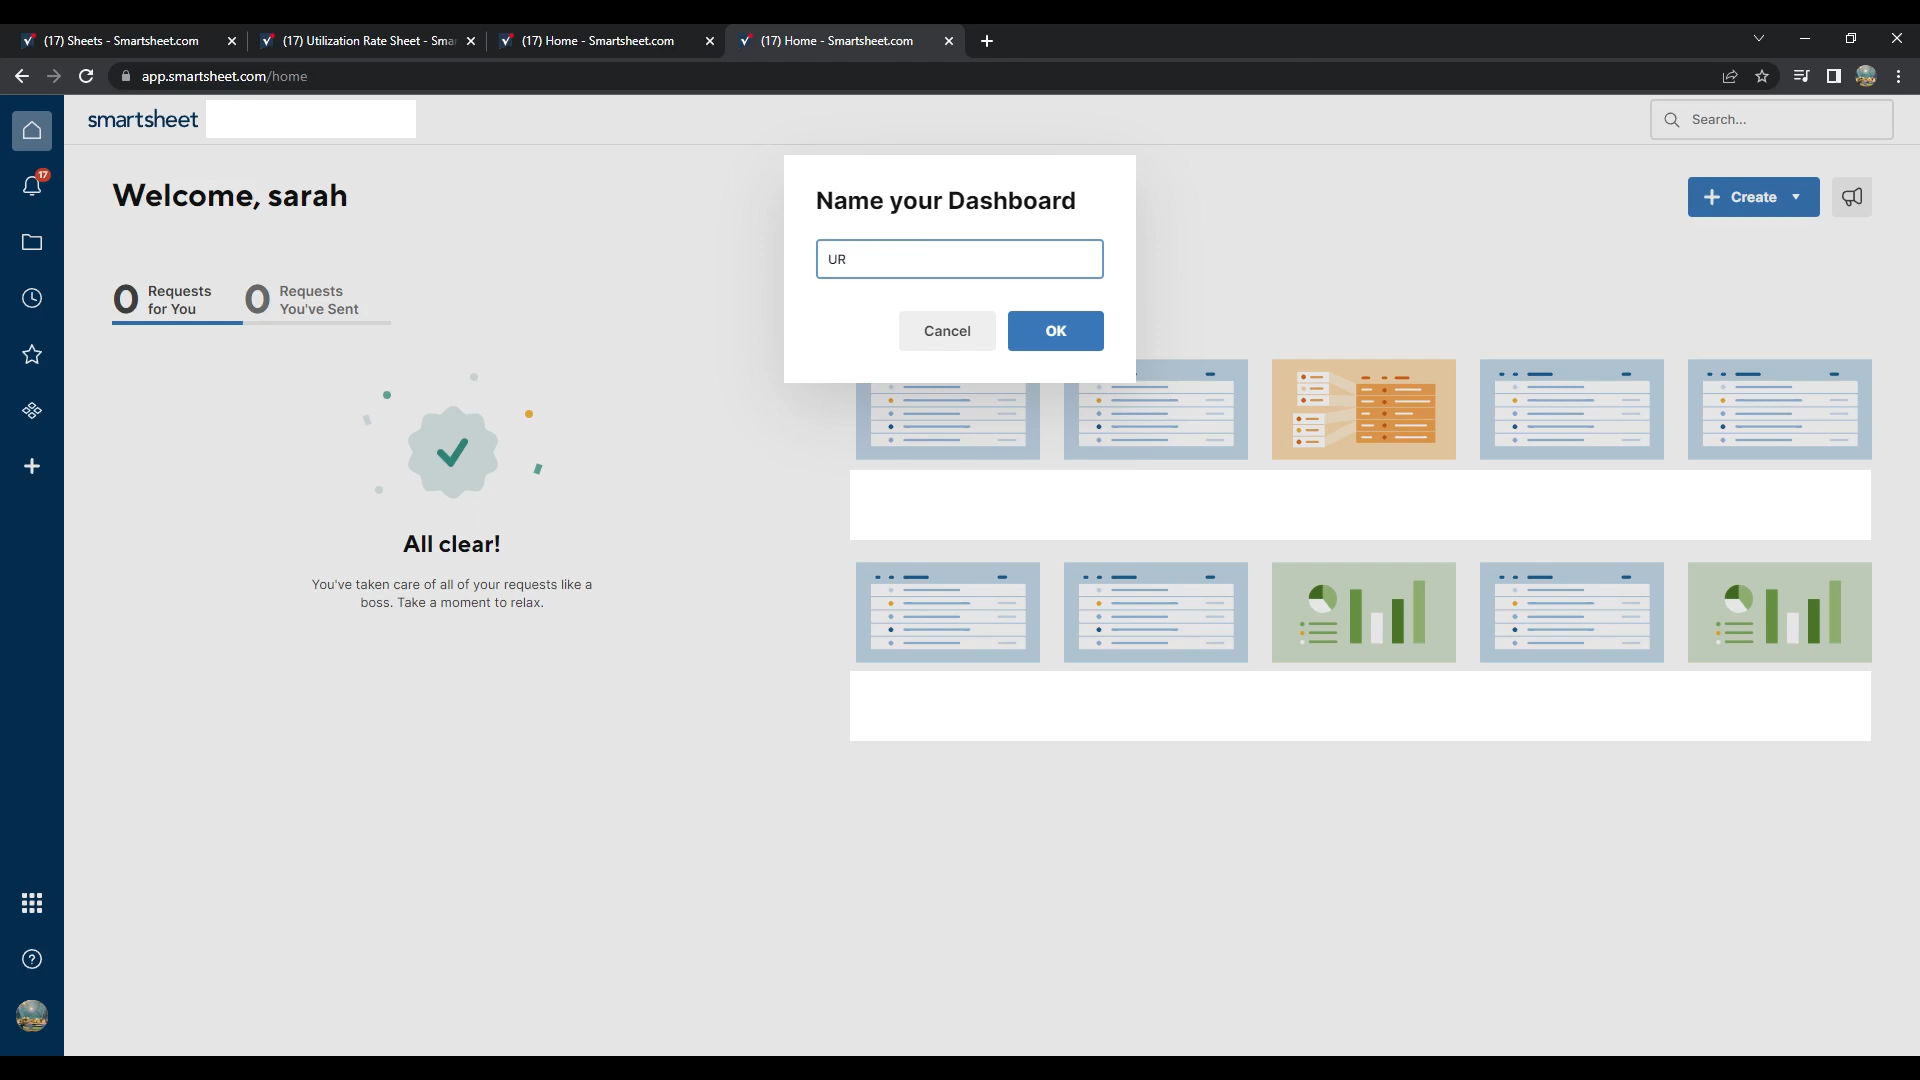 (17) Sheets - Smartsheet.com
(17) Utilization Rate Sheet - Sma
(17) Home - Smartsheet.com
(17) Home - Smartsheet.com
app.smartsheet.com/home
smartsheet
Search...
17
Welcome, sarah
Create
Name your Dashboard
UR
Cancel
OK
0 Requests for You
0 Requests You've Sent
All clear!
You've taken care of all of your requests like a
boss. Take a moment to relax.